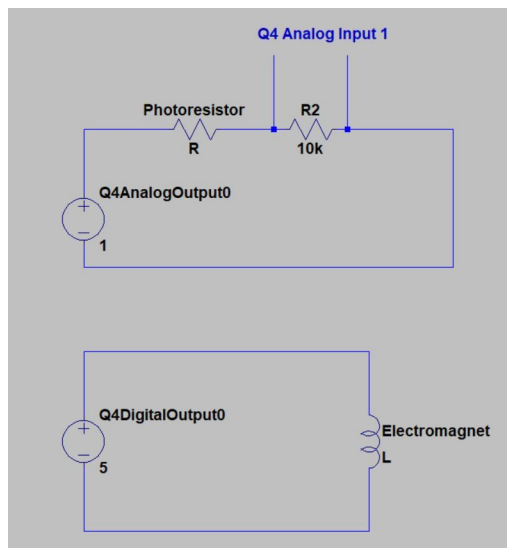 Q4 Analog Input 1
Photoresistor
R2
R
10k
Q4AnalogOutput0
+
−
1
Q4DigitalOutput0
+
−
5
Electromagnet
L